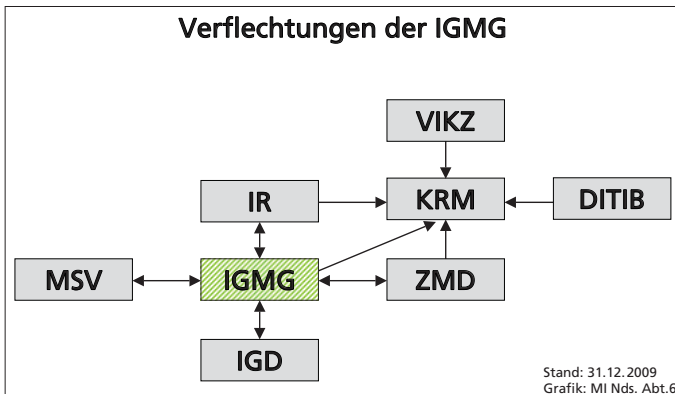 Verflechtungen der IGMG
VIKZ
IR
KRM
DITIB
MSV
IGMG
ZMD
IGD
Stand: 31.12.2009
Grafik: MI Nds. Abt.6